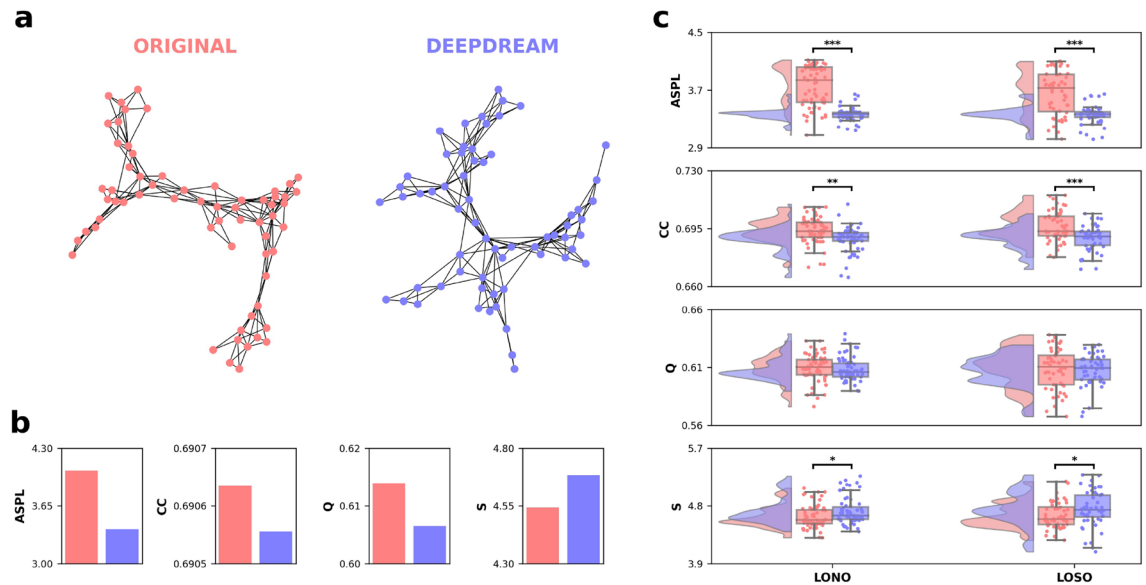 a
ORIGINAL DEEPDREAM
b
ASPL
4.30
3.65
3.00
CC
0.6907
0.6906
0.6905
Q
0.62
0.61
0.60
S
4.80
4.55
4.30
c
ASPL
4.5
3.7
2.9
*** ***
CC
0.730
0.695
0.660
** ***
Q
0.66
0.61
0.56
S
5.7
4.8
3.9
* *
LONO LOSO